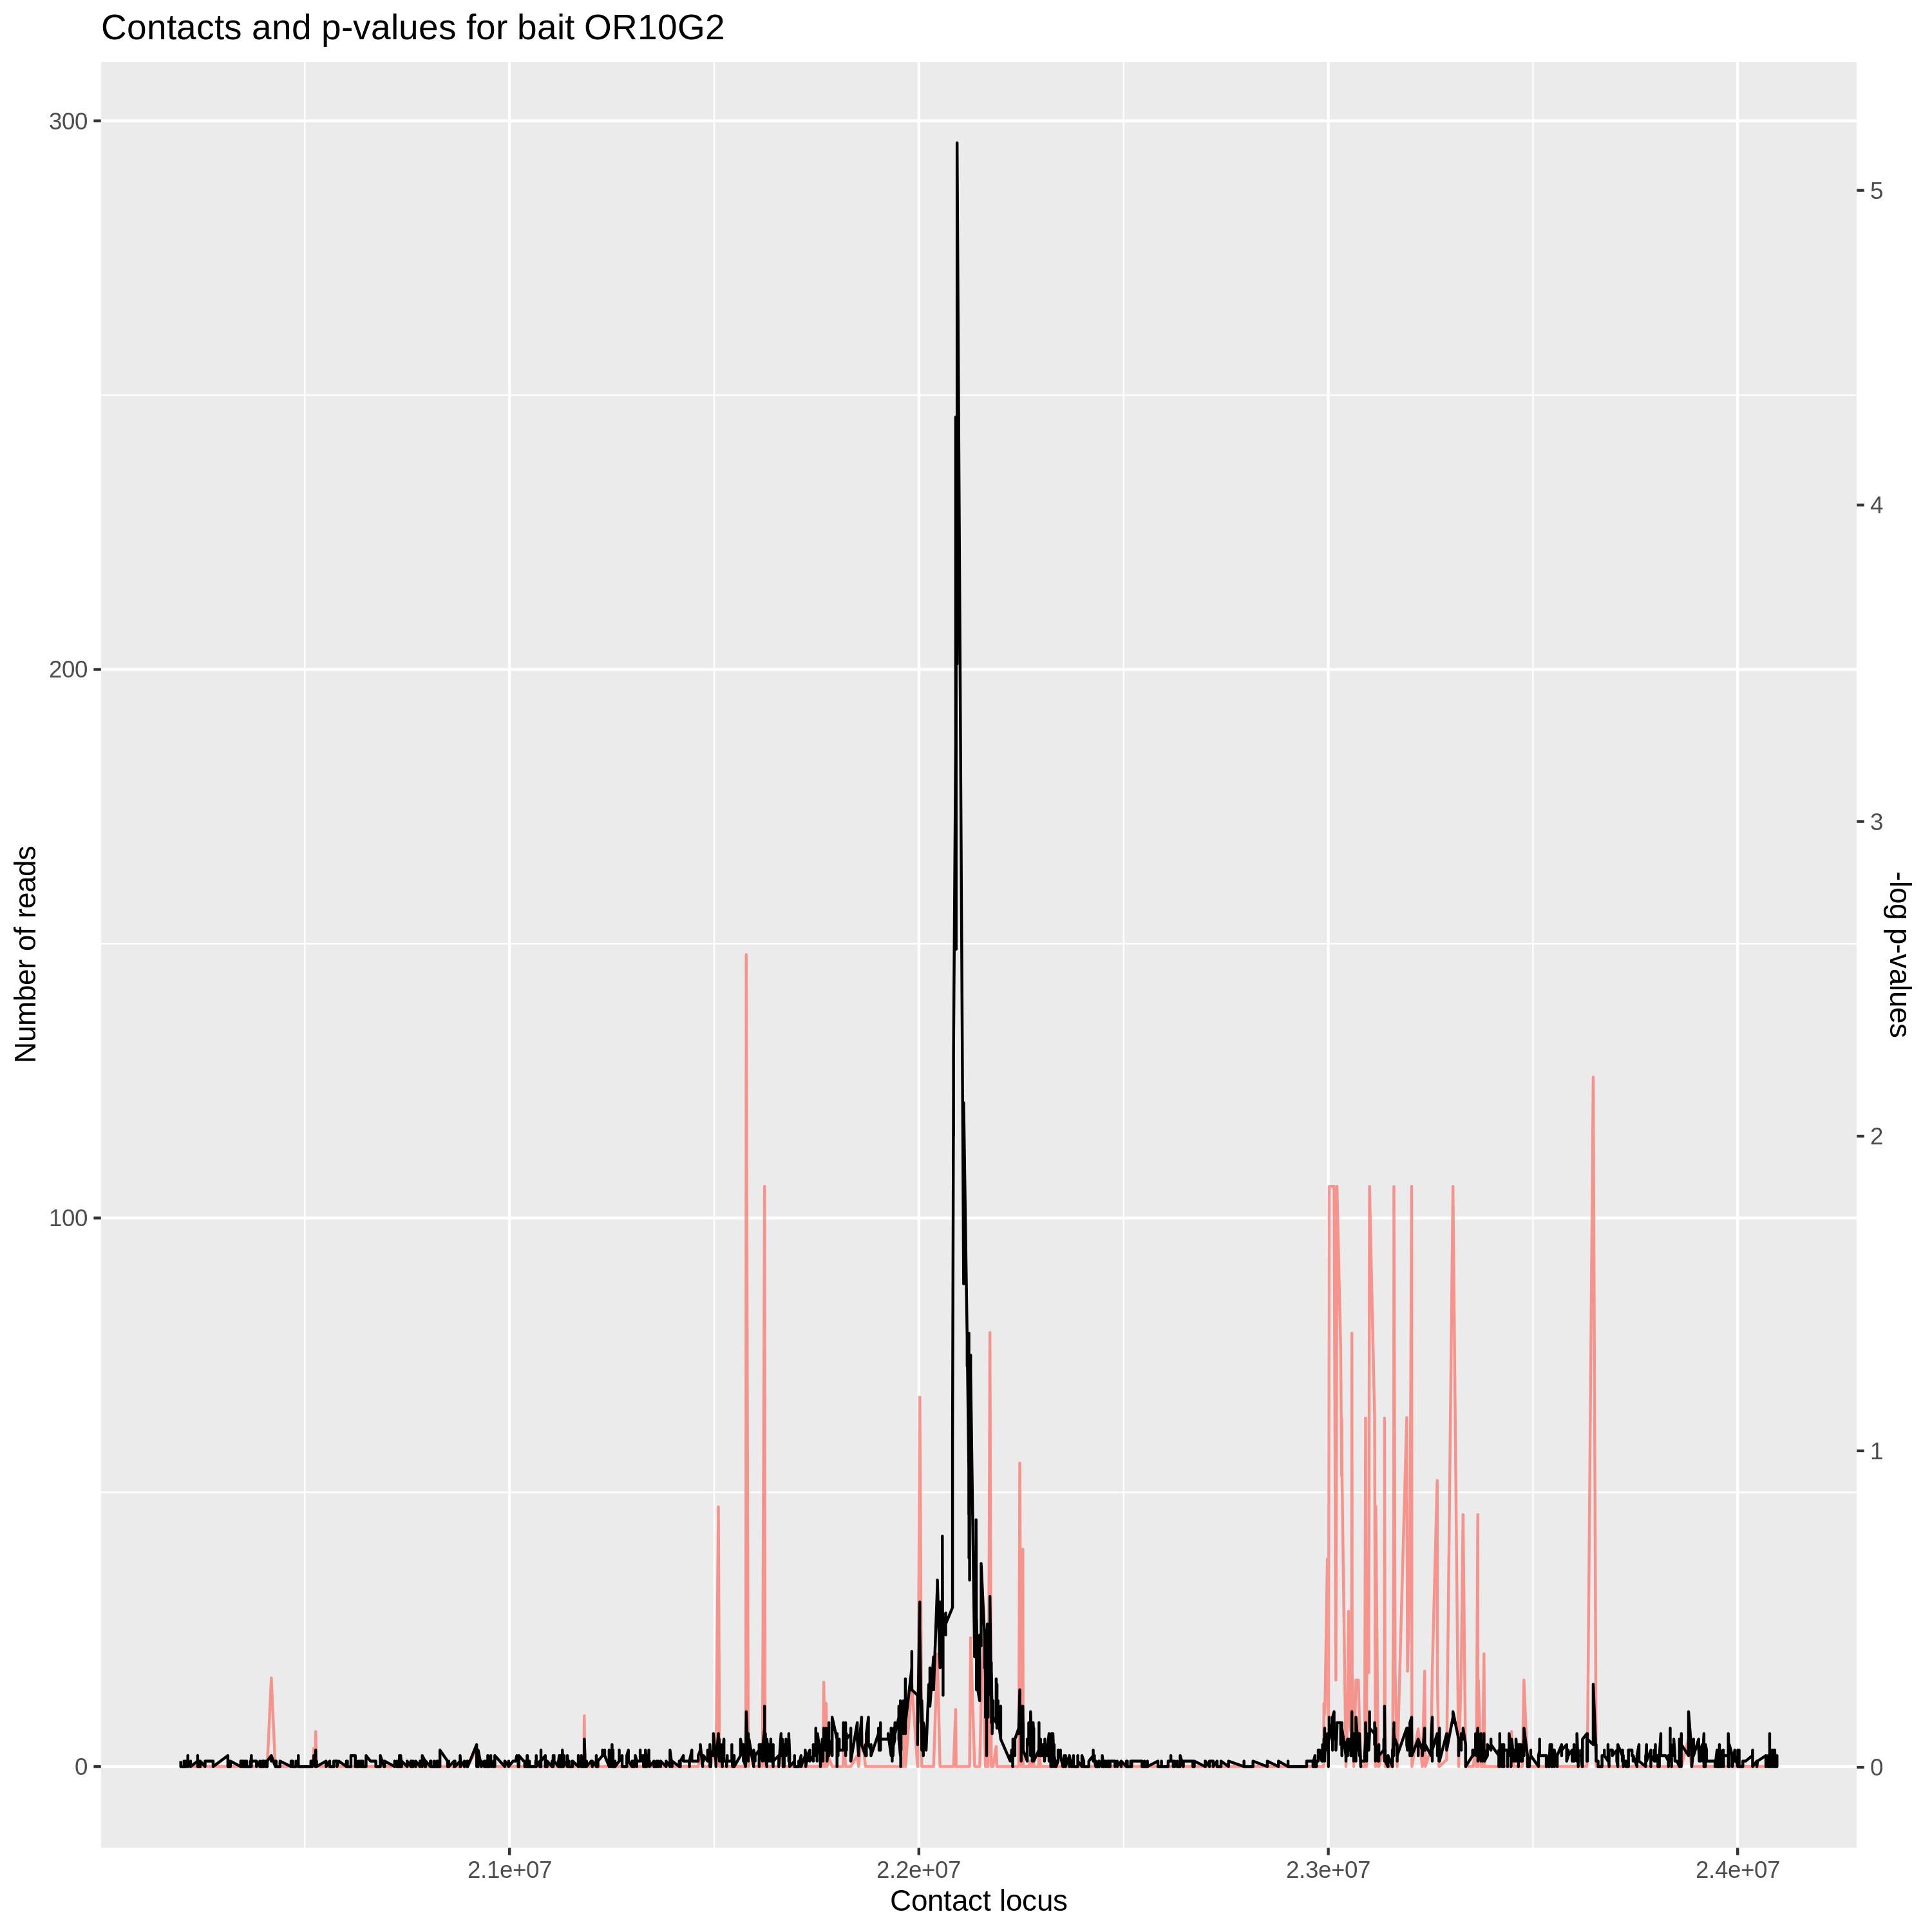 Contacts and p-values for bait OR10G2
300
200
100
0
Number of reads
5
4
3
2
1
0
-log p-values
2.1e+07
2.2e+07
2.3e+07
2.4e+07
Contact locus